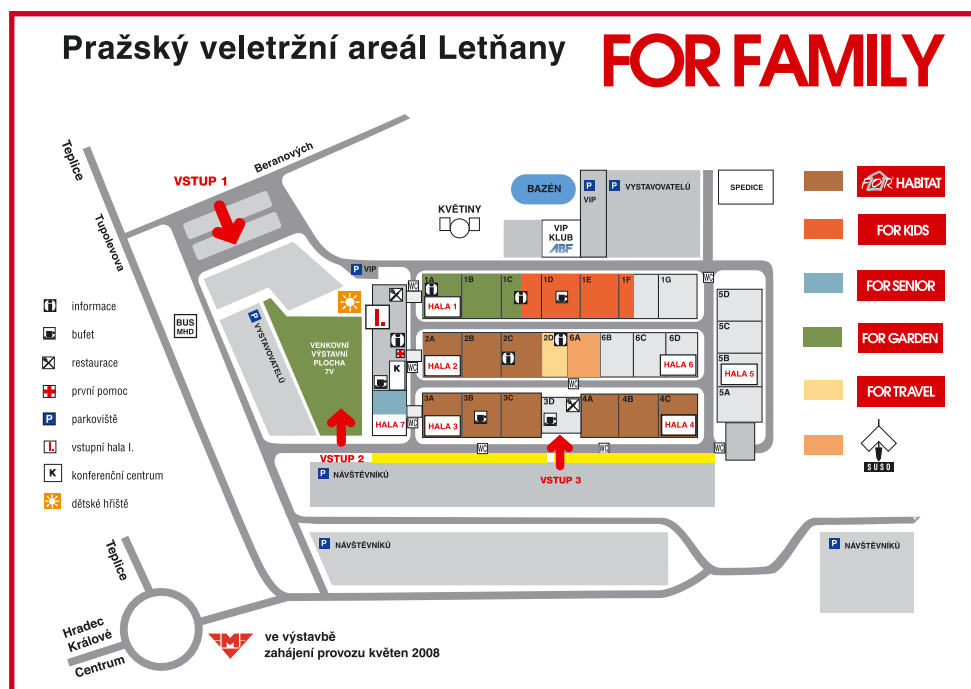 Pražský veletržní areál Letňany
FOR FAMILY
Teplice
Tupolevova
Beranových
VSTUP 1
BUS
MHD
informace
bufet
restaurace
první pomoc
P
parkoviště
I.
vstupní hala I.
K
konferenční centrum
dětské hřiště
P VYSTAVOVATELŮ
VENKOVNÍ
VÝSTAVNÍ
PLOCHA
7V
P VIP
I.
K
HALA 7
KVĚTINY
BAZÉN
VIP
KLUB
ABF
P
VIP
P VYSTAVOVATELŮ
SPEDICE
WC
1A
1B
1C
1D
1E
1F
1G
HALA 1
WC
WC
2A
2B
2C
2D
6A
6B
6C
6D
HALA 2
HALA 6
WC
WC
3A
3B
3C
3D
4A
4B
4C
HALA 3
HALA 4
5D
5C
5B
HALA 5
5A
WC
WC
WC
VSTUP 2
VSTUP 3
P NÁVŠTĚVNÍKŮ
P NÁVŠTĚVNÍKŮ
P NÁVŠTĚVNÍKŮ
FOR HABITAT
FOR KIDS
FOR SENIOR
FOR GARDEN
FOR TRAVEL
SUŠO
Teplice
Hradec
Králové
Centrum
M
ve výstavbě
zahájení provozu květen 2008